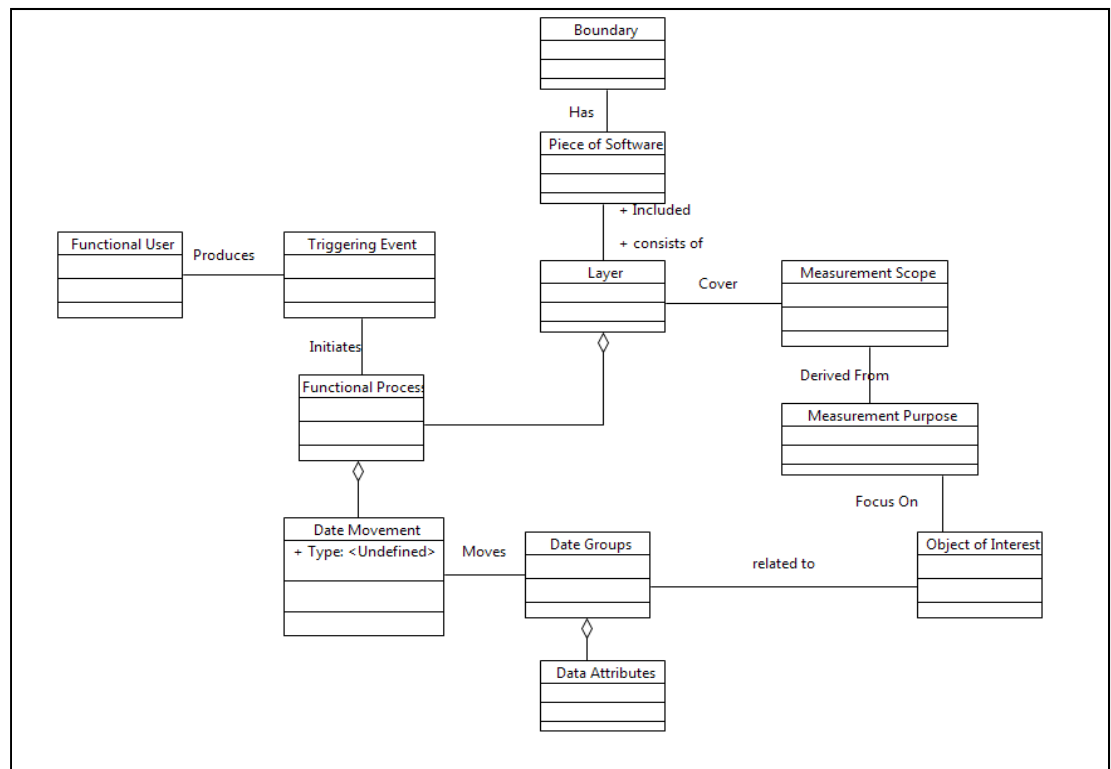 Boundary
Has
Piece of Software
+ Included
+ consists of
Functional User
Produces
Triggering Event
Layer
Cover
Measurement Scope
Initiates
Derived From
Functional Process
Measurement Purpose
Focus On
Date Movement
+ Type: <Undefined>
Moves
Date Groups
related to
Object of Interest
Data Attributes